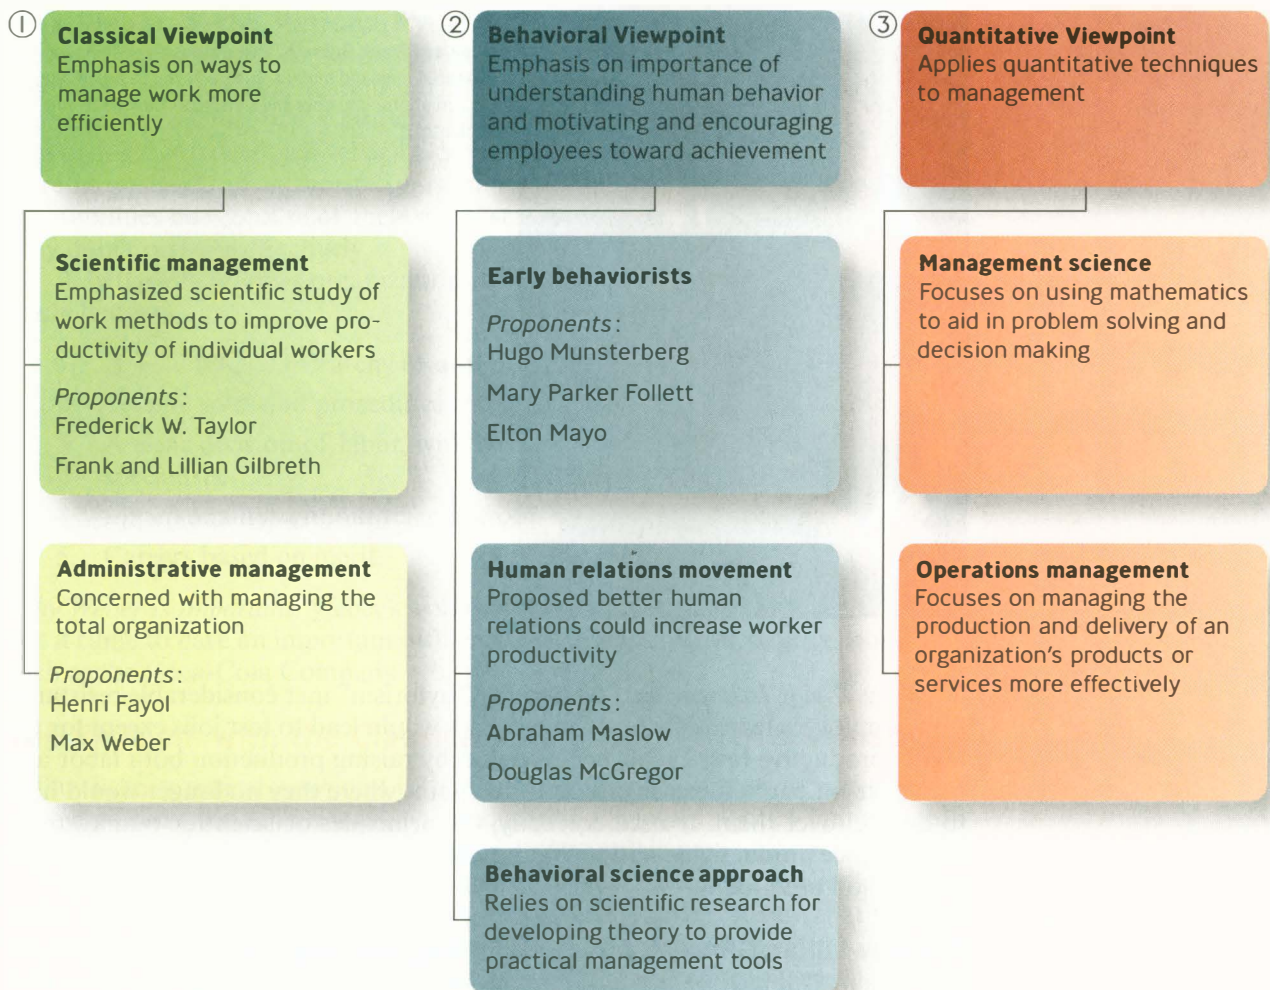 ①
Classical Viewpoint
Emphasis on ways to
manage work more
efficiently
Scientific management
Emphasized scientific study of
work methods to improve pro-
ductivity of individual workers
Proponents:
Frederick W. Taylor
Frank and Lillian Gilbreth
Administrative management
Concerned with managing the
total organization
Proponents:
Henri Fayol
Max Weber
②
Behavioral Viewpoint
Emphasis on importance of
understanding human behavior
and motivating and encouraging
employees toward achievement
Early behaviorists
Proponents:
Hugo Munsterberg
Mary Parker Follett
Elton Mayo
Human relations movement
Proposed better human
relations could increase worker
productivity
Proponents:
Abraham Maslow
Douglas McGregor
Behavioral science approach
Relies on scientific research for
developing theory to provide
practical management tools
③
Quantitative Viewpoint
Applies quantitative techniques
to management
Management science
Focuses on using mathematics
to aid in problem solving and
decision making
Operations management
Focuses on managing the
production and delivery of an
organization's products or
services more effectively